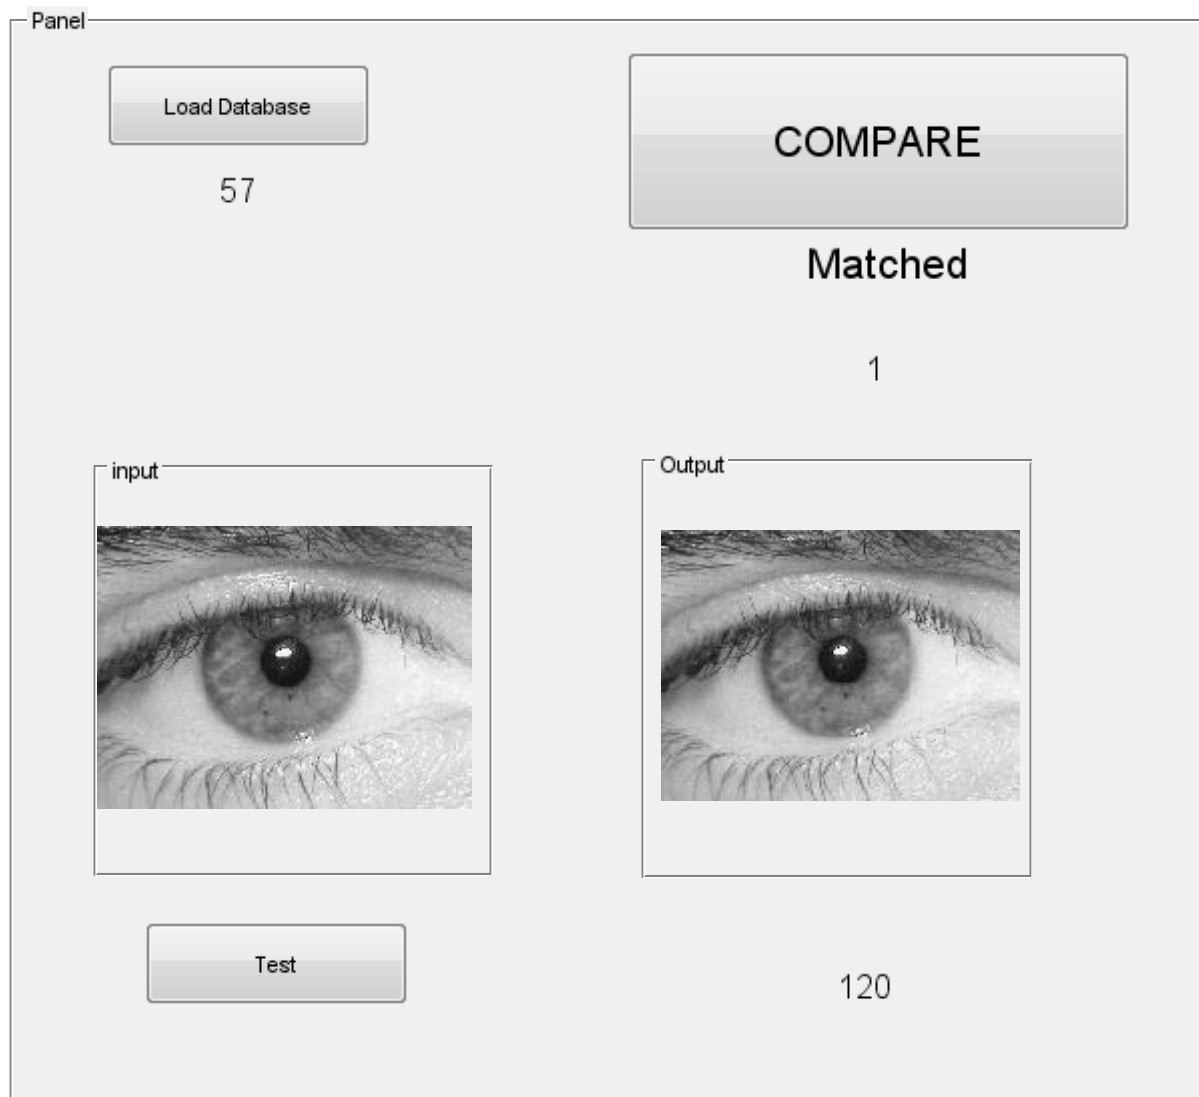 Panel
Load Database
COMPARE
57
Matched
1
input
Output
Test
120